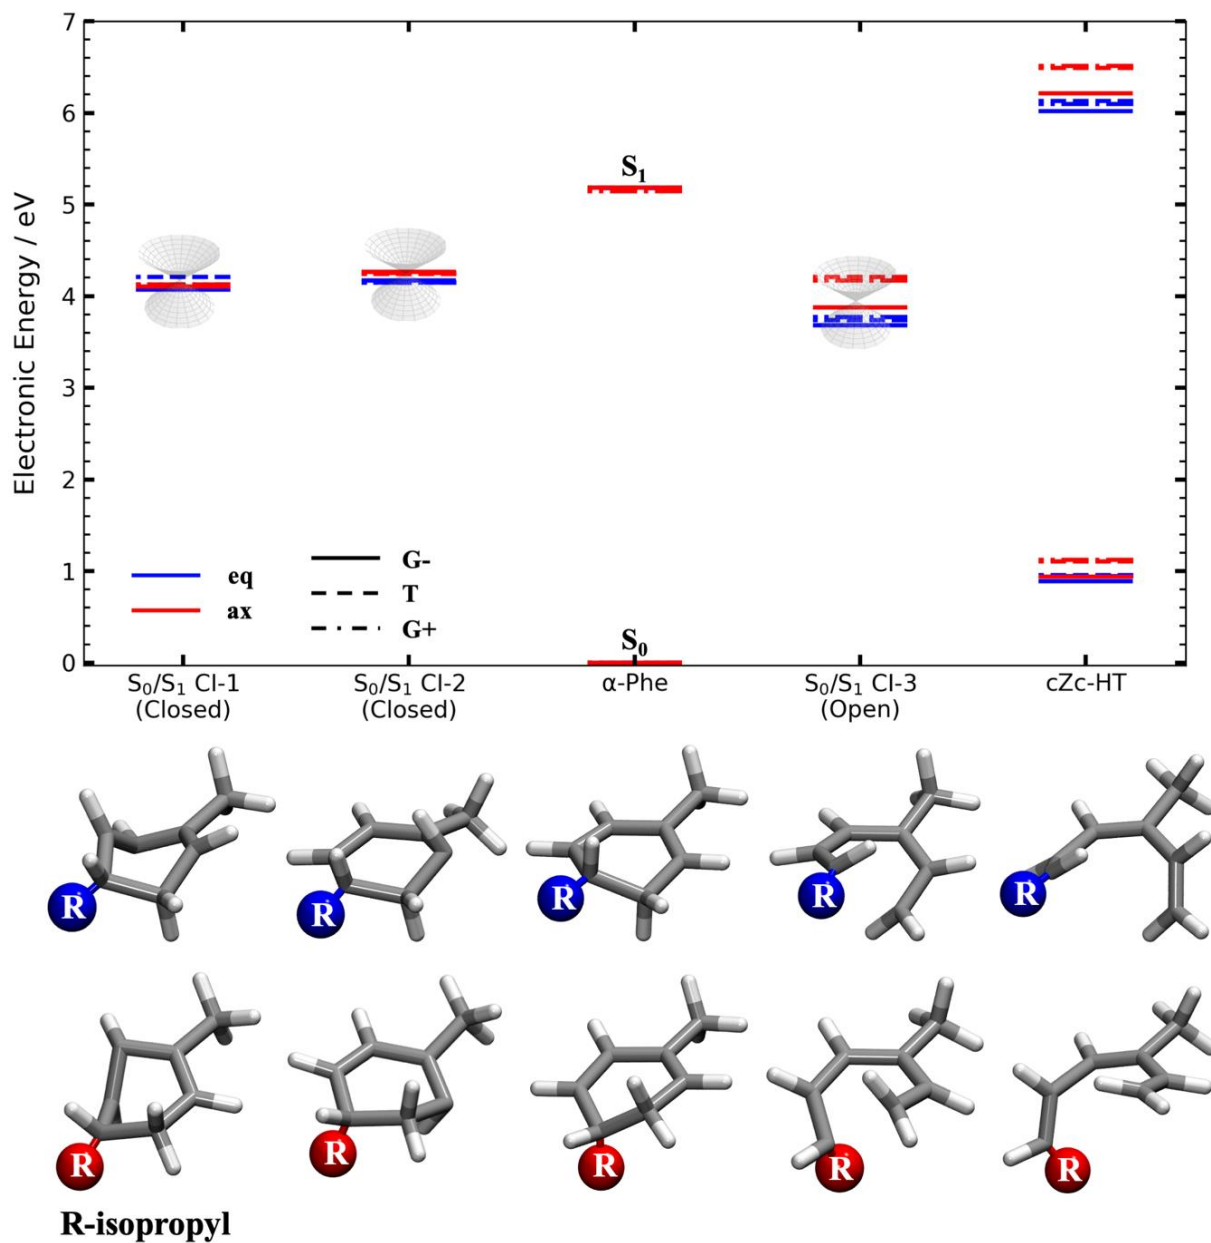 7
6
5
4
3
2
1
0
Electronic Energy / eV
S₁
S₀
eq
ax
G-
T
G+
S₀/S₁ CI-1
(Closed)
S₀/S₁ CI-2
(Closed)
α-Phe
S₀/S₁ CI-3
(Open)
cZc-HT
R R R R R
R R R R R
R-isopropyl